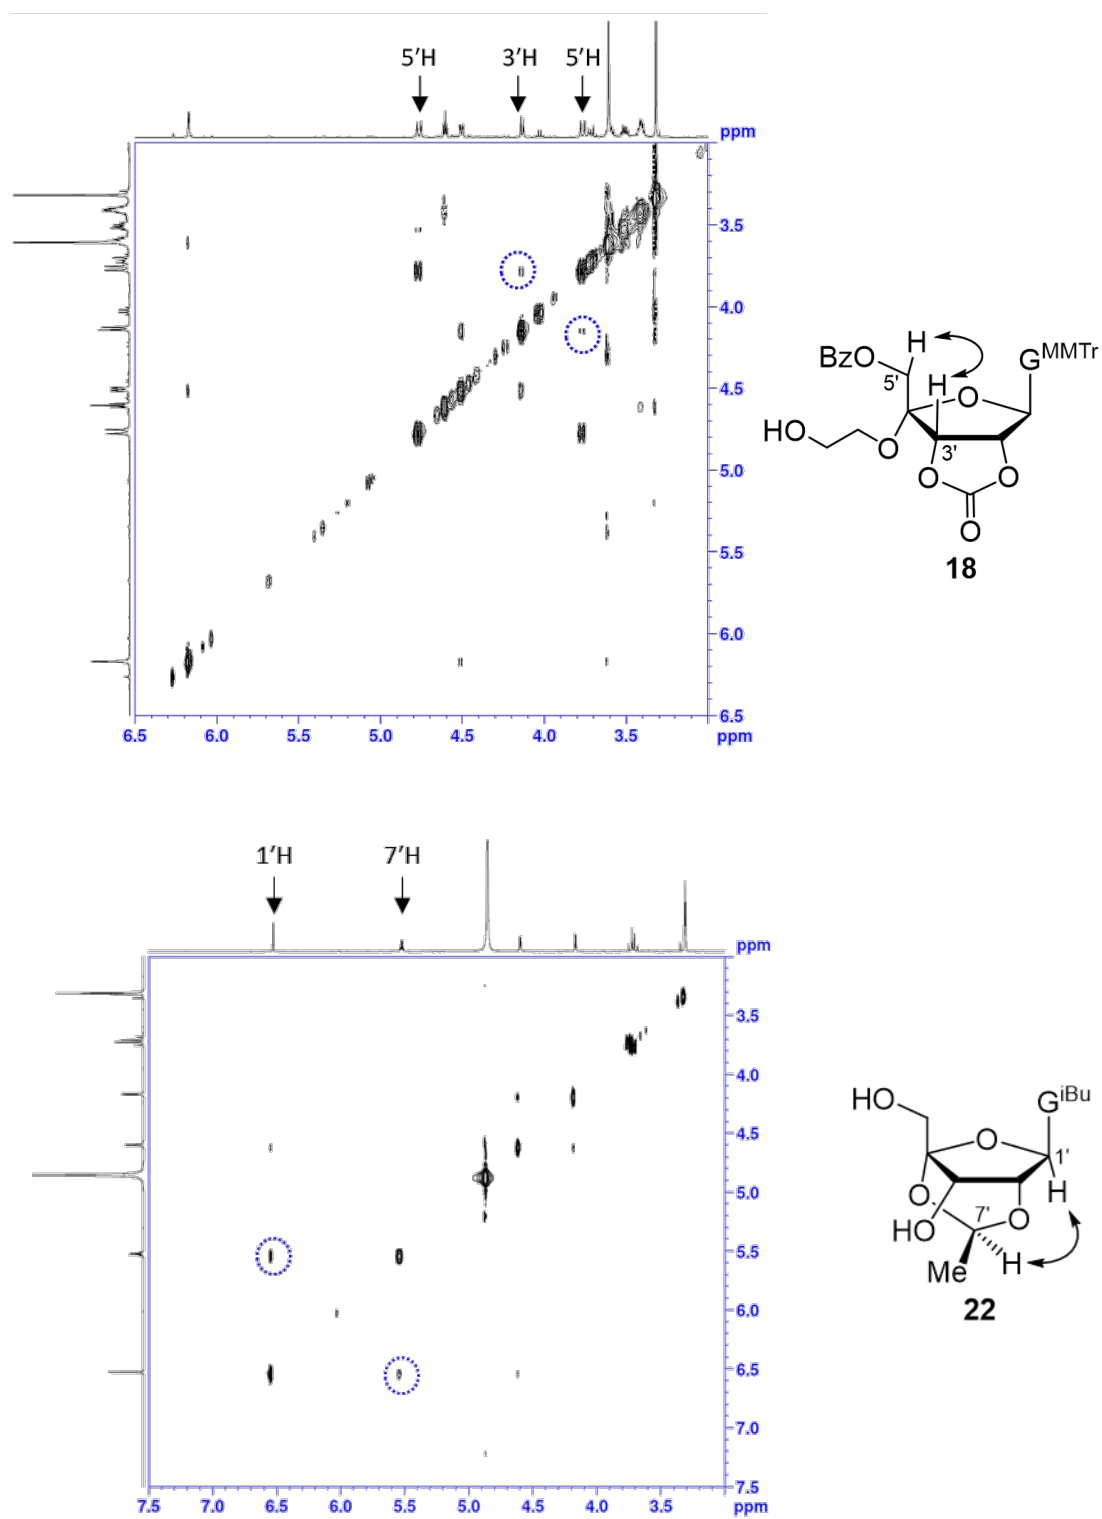 5′H 3′H 5′H
ppm
3.5
4.0
4.5
5.0
5.5
6.0
6.5
6.5 6.0 5.5 5.0 4.5 4.0 3.5 ppm
BzO H
5' H O G^MMTr
HO O 3'
O O
O
18
1′H 7′H
ppm
3.5
4.0
4.5
5.0
5.5
6.0
6.5
7.0
7.5
7.5 7.0 6.5 6.0 5.5 5.0 4.5 4.0 3.5 ppm
HO G^iBu
O 1'
O H
HO 7' O
Me H
22